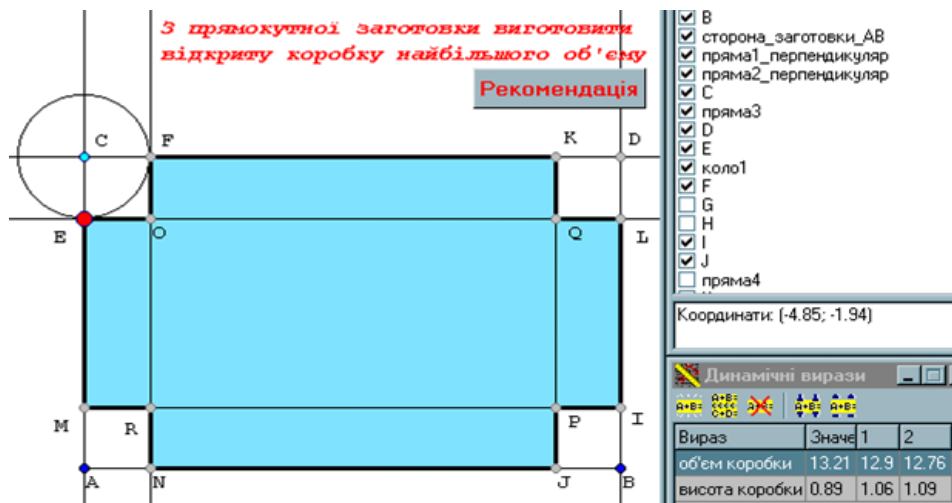 З прямокутної заготовки виготовити
відкриту коробку найбільшого об'єму
Рекомендація
C
F
K
D
E
O
Q
L
M
R
P
I
A
N
J
B
B
сторона_заготовки_AB
пряма1_перпендикуляр
пряма2_перпендикуляр
C
пряма3
D
E
коло1
F
G
H
I
J
пряма4
Координати: (-4.85; -1.94)
Динамічні вирази
Вираз Значе 1 2
об'єм коробки 13.21 12.9 12.76
висота коробки 0.89 1.06 1.09